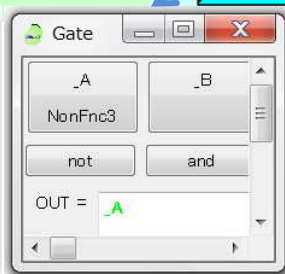 Gate
_A _B
NonFnc3
not and
OUT = _A